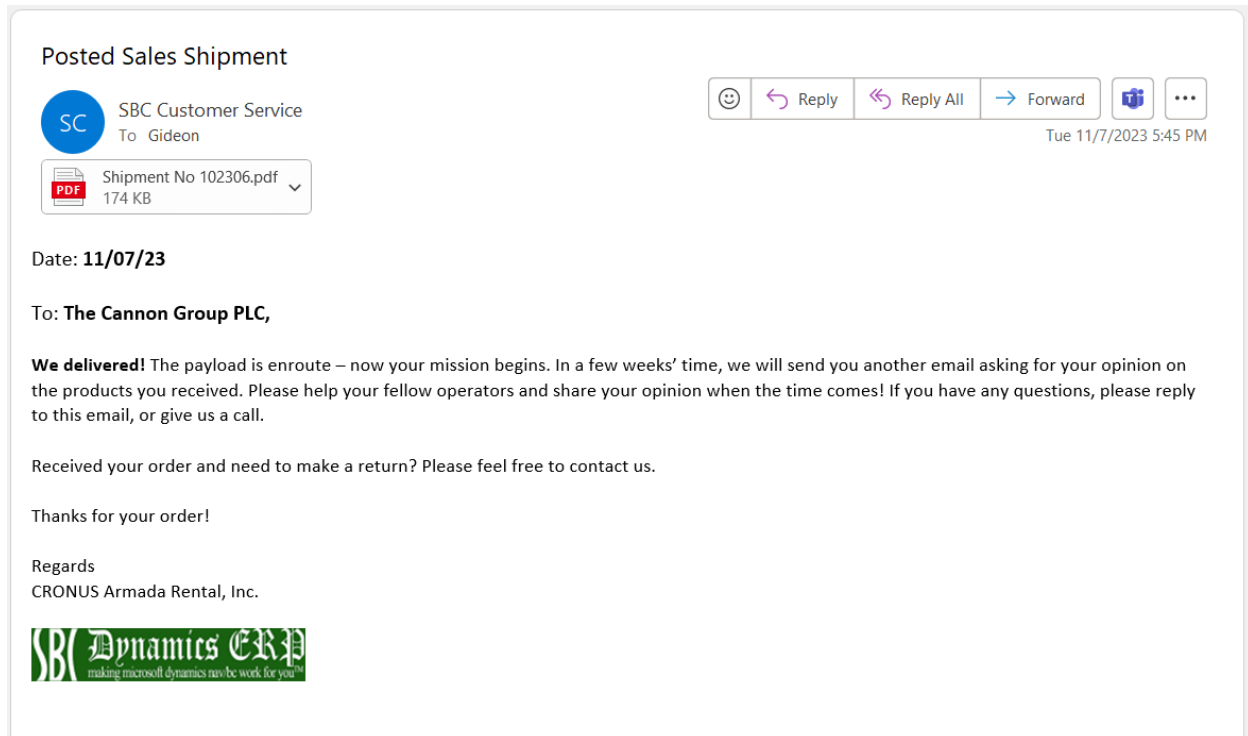 Posted Sales Shipment
SC
SBC Customer Service
To Gideon
Reply
Reply All
Forward
Tue 11/7/2023 5:45 PM
PDF
Shipment No 102306.pdf
174 KB
Date: 11/07/23
To: The Cannon Group PLC,
We delivered! The payload is enroute – now your mission begins. In a few weeks’ time, we will send you another email asking for your opinion on
the products you received. Please help your fellow operators and share your opinion when the time comes! If you have any questions, please reply
to this email, or give us a call.
Received your order and need to make a return? Please feel free to contact us.
Thanks for your order!
Regards
CRONUS Armada Rental, Inc.
SBC Dynamics ERP
making microsoft dynamics nav/bc work for you™